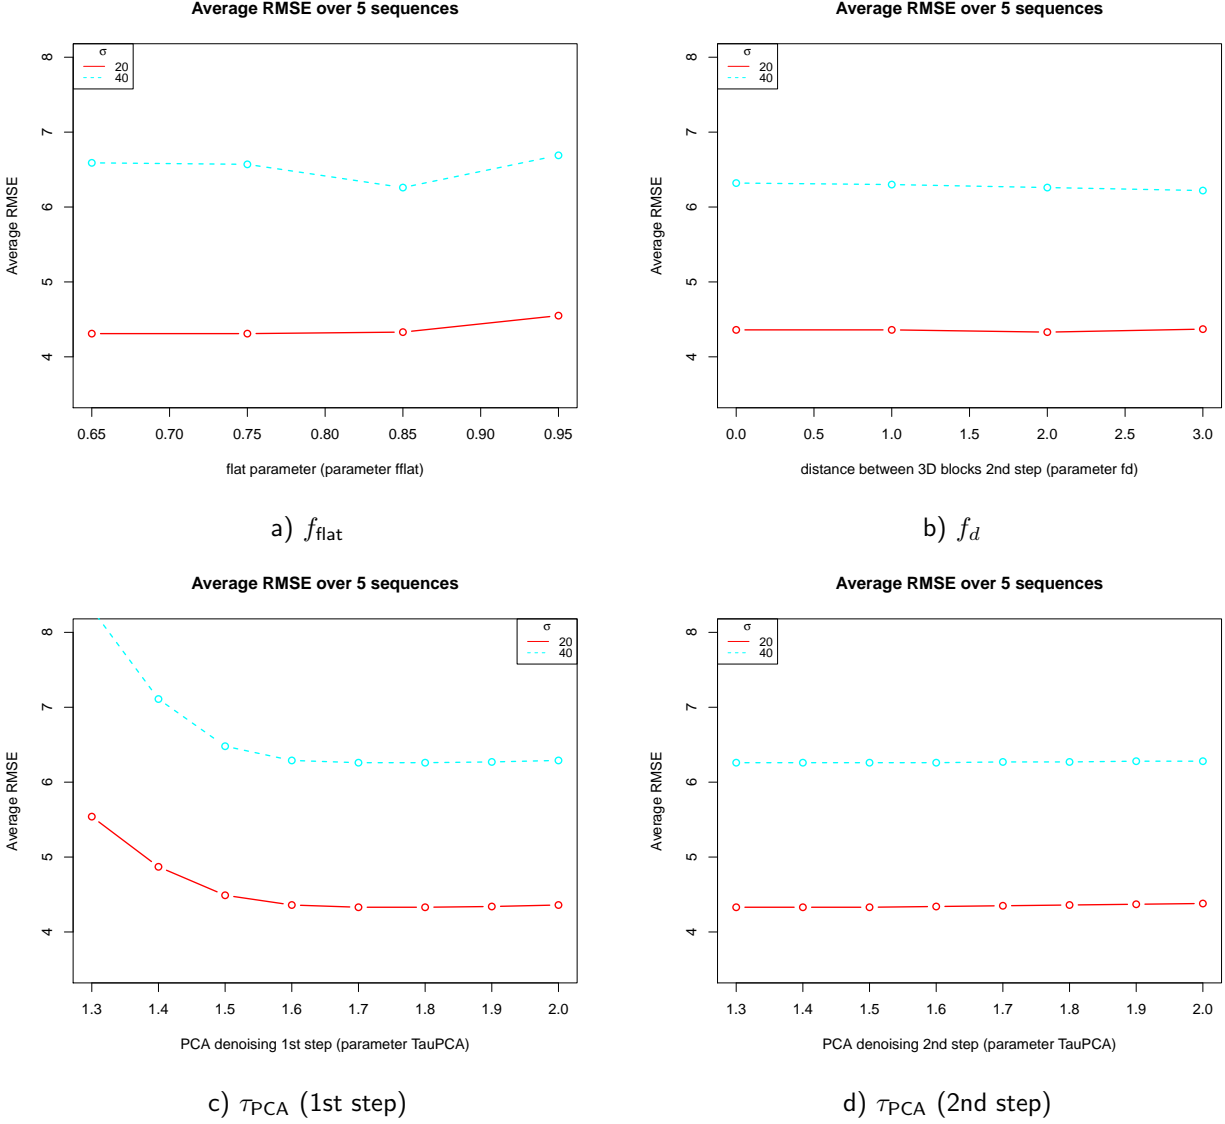 Average RMSE over 5 sequences
σ
20
40
8
7
6
5
4
Average RMSE
0.65 0.70 0.75 0.80 0.85 0.90 0.95
flat parameter (parameter fflat)
a) f_flat
Average RMSE over 5 sequences
σ
20
40
8
7
6
5
4
Average RMSE
0.0 0.5 1.0 1.5 2.0 2.5 3.0
distance between 3D blocks 2nd step (parameter fd)
b) f_d
Average RMSE over 5 sequences
σ
20
40
8
7
6
5
4
Average RMSE
1.3 1.4 1.5 1.6 1.7 1.8 1.9 2.0
PCA denoising 1st step (parameter TauPCA)
c) τ_PCA (1st step)
Average RMSE over 5 sequences
σ
20
40
8
7
6
5
4
Average RMSE
1.3 1.4 1.5 1.6 1.7 1.8 1.9 2.0
PCA denoising 2nd step (parameter TauPCA)
d) τ_PCA (2nd step)